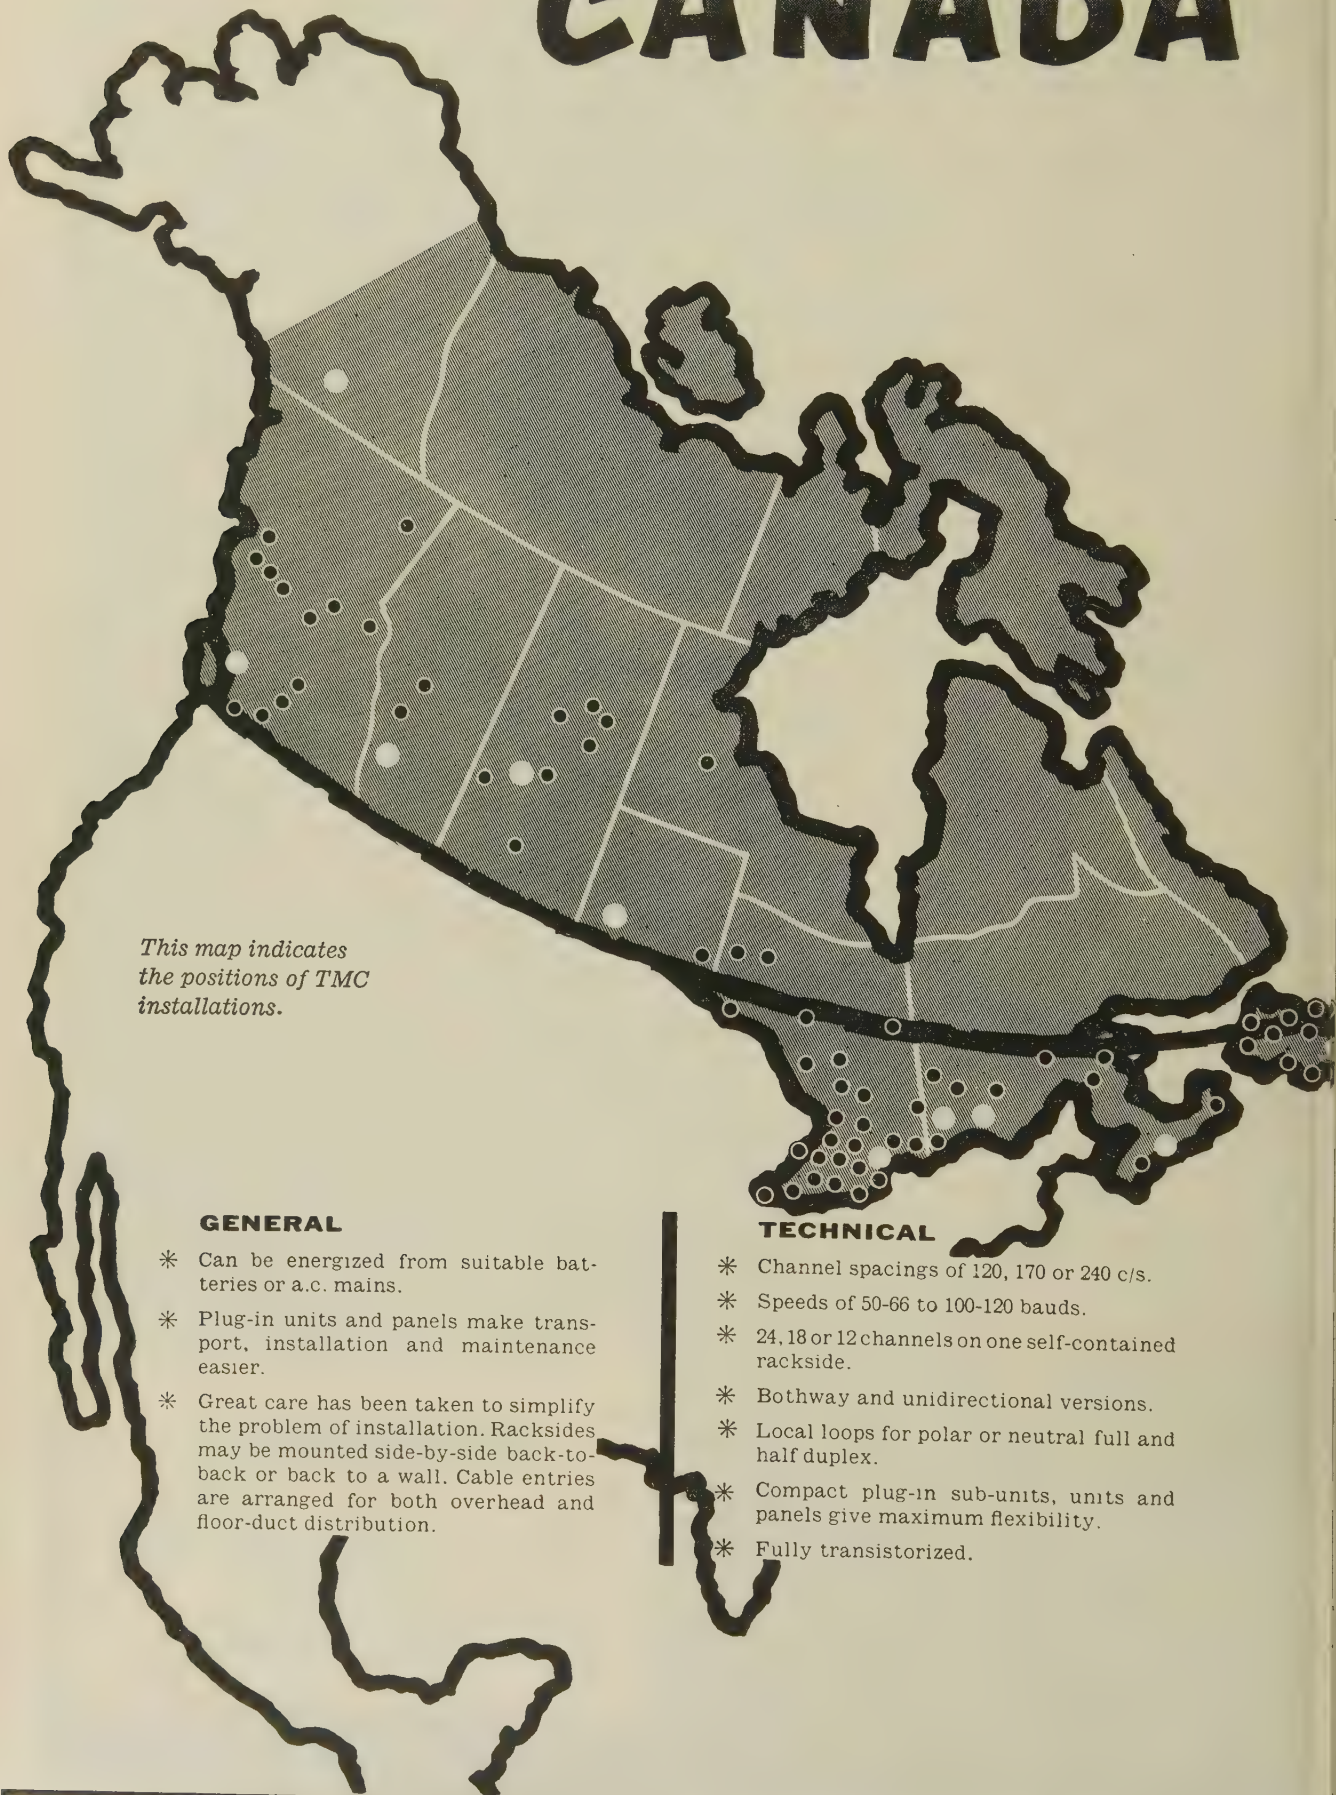 CANADA
This map indicates
the positions of TMC
installations.
GENERAL
✳ Can be energized from suitable bat-
teries or a.c. mains.
✳ Plug-in units and panels make trans-
port, installation and maintenance
easier.
✳ Great care has been taken to simplify
the problem of installation. Racksides
may be mounted side-by-side back-to-
back or back to a wall. Cable entries
are arranged for both overhead and
floor-duct distribution.
TECHNICAL
✳ Channel spacings of 120, 170 or 240 c/s.
✳ Speeds of 50-66 to 100-120 bauds.
✳ 24, 18 or 12 channels on one self-contained
rackside.
✳ Bothway and unidirectional versions.
✳ Local loops for polar or neutral full and
half duplex.
✳ Compact plug-in sub-units, units and
panels give maximum flexibility.
✳ Fully transistorized.